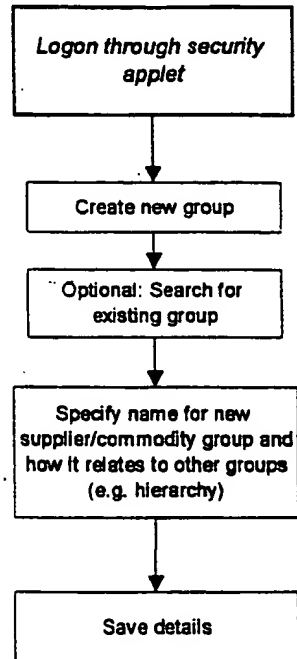 Logon through security
applet
Create new group
Optional: Search for
existing group
Specify name for new
supplier/commodity group and
how it relates to other groups
(e.g. hierarchy)
Save details